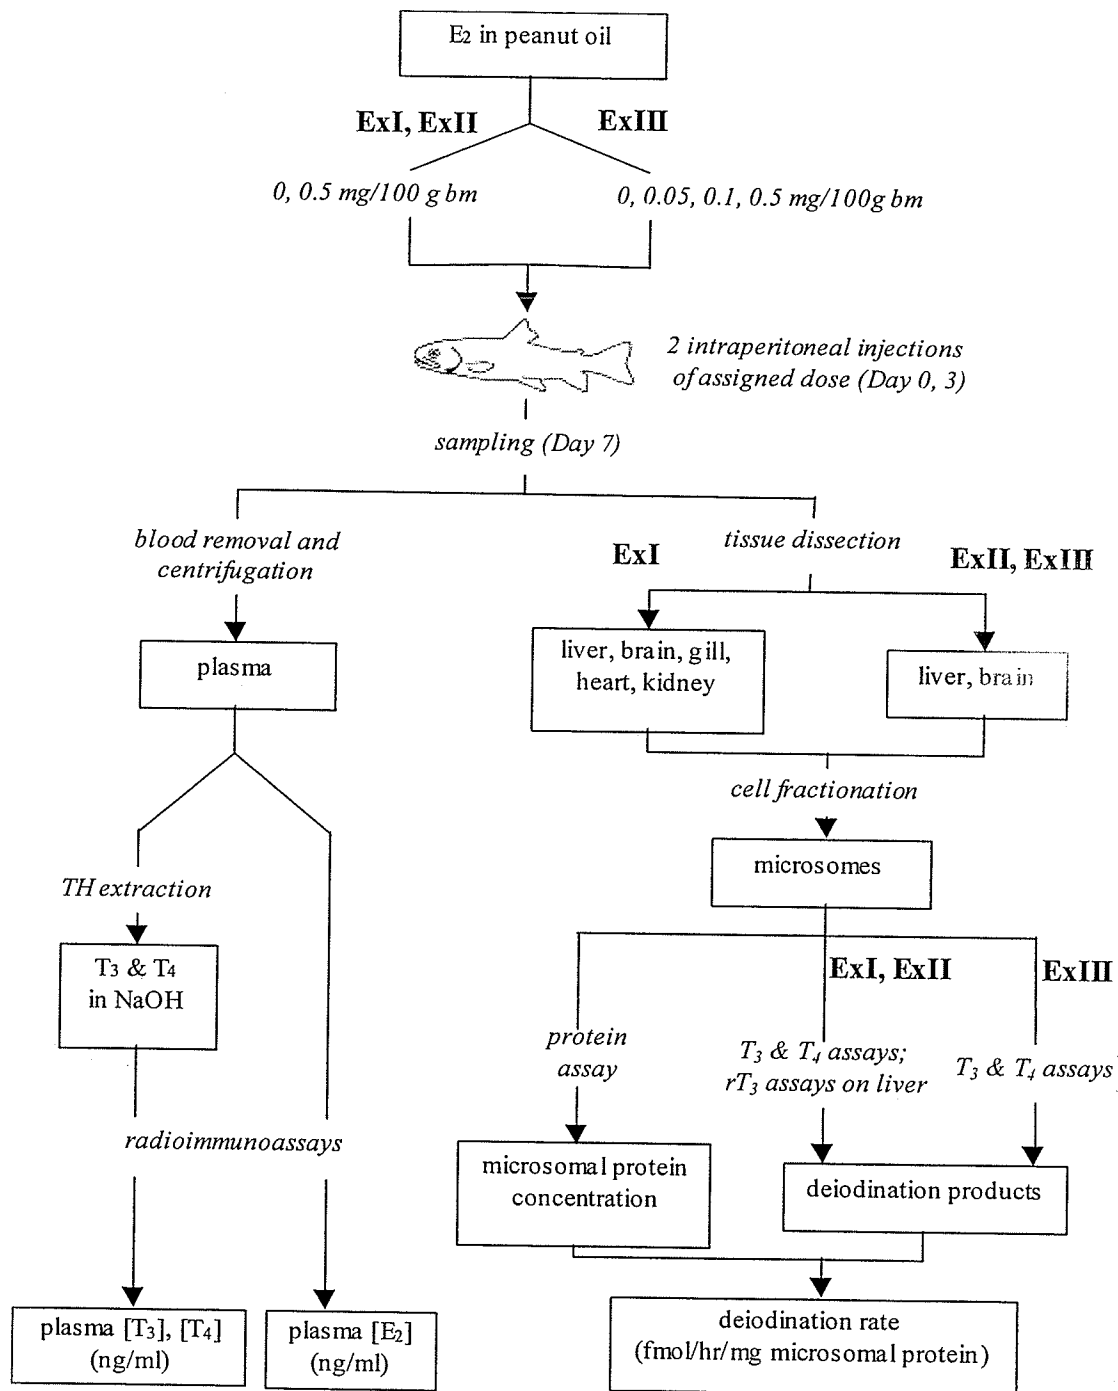 E2 in peanut oil
ExI, ExII
ExIII
0, 0.5 mg/100 g bm
0, 0.05, 0.1, 0.5 mg/100g bm
2 intraperitoneal injections
of assigned dose (Day 0, 3)
sampling (Day 7)
blood removal and
centrifugation
tissue dissection
ExI
ExII, ExIII
plasma
liver, brain, gill,
heart, kidney
liver, brain
cell fractionation
microsomes
TH extraction
T3 & T4
in NaOH
ExI, ExII
ExIII
protein
assay
T3 & T4 assays;
rT3 assays on liver
T3 & T4 assays
radioimmunoassays
microsomal protein
concentration
deiodination products
plasma [T3], [T4]
(ng/ml)
plasma [E2]
(ng/ml)
deiodination rate
(fmol/hr/mg microsomal protein)